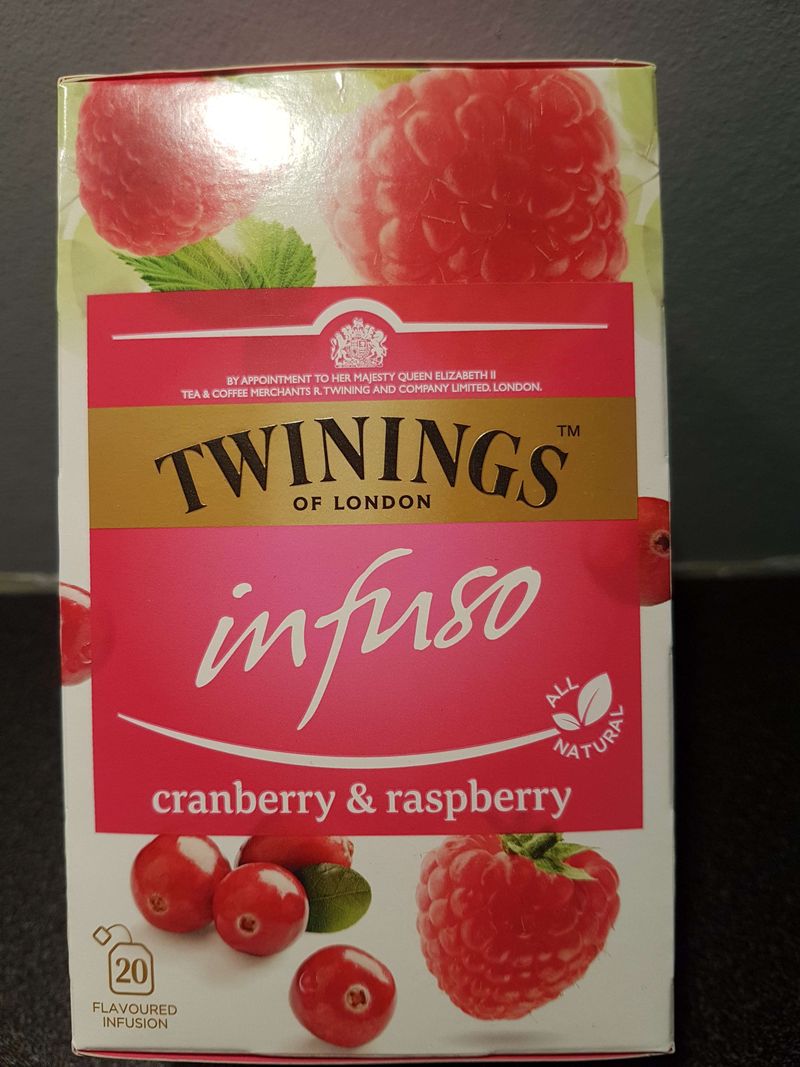 BY APPOINTMENT TO HER MAJESTY QUEEN ELIZABETH II
TEA & COFFEE MERCHANTS R. TWINING AND COMPANY LIMITED. LONDON.
TWININGS™
OF LONDON
infuso
ALL
NATURAL
cranberry & raspberry
20
FLAVOURED
INFUSION